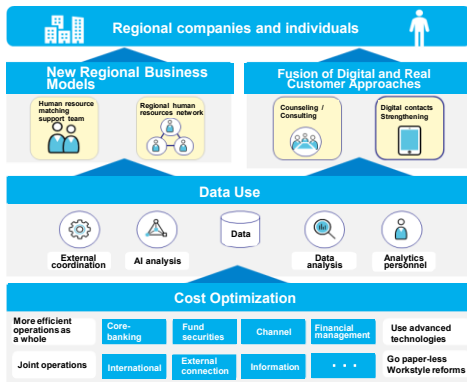 Regional companies and individuals
New Regional Business
Models
Fusion of Digital and Real
Customer Approaches
Human resource
matching
support team
Regional human
resources network
Counseling /
Consulting
Digital contacts
Strengthening
Data Use
External
coordination
AI analysis
Data
Data
analysis
Analytics
personnel
Cost Optimization
More efficient
operations as
a whole
Core-
banking
Fund
securities
Channel
Financial
management
Use advanced
technologies
Joint operations
International
External
connection
Information
・・・
Go paper-less
Workstyle reforms